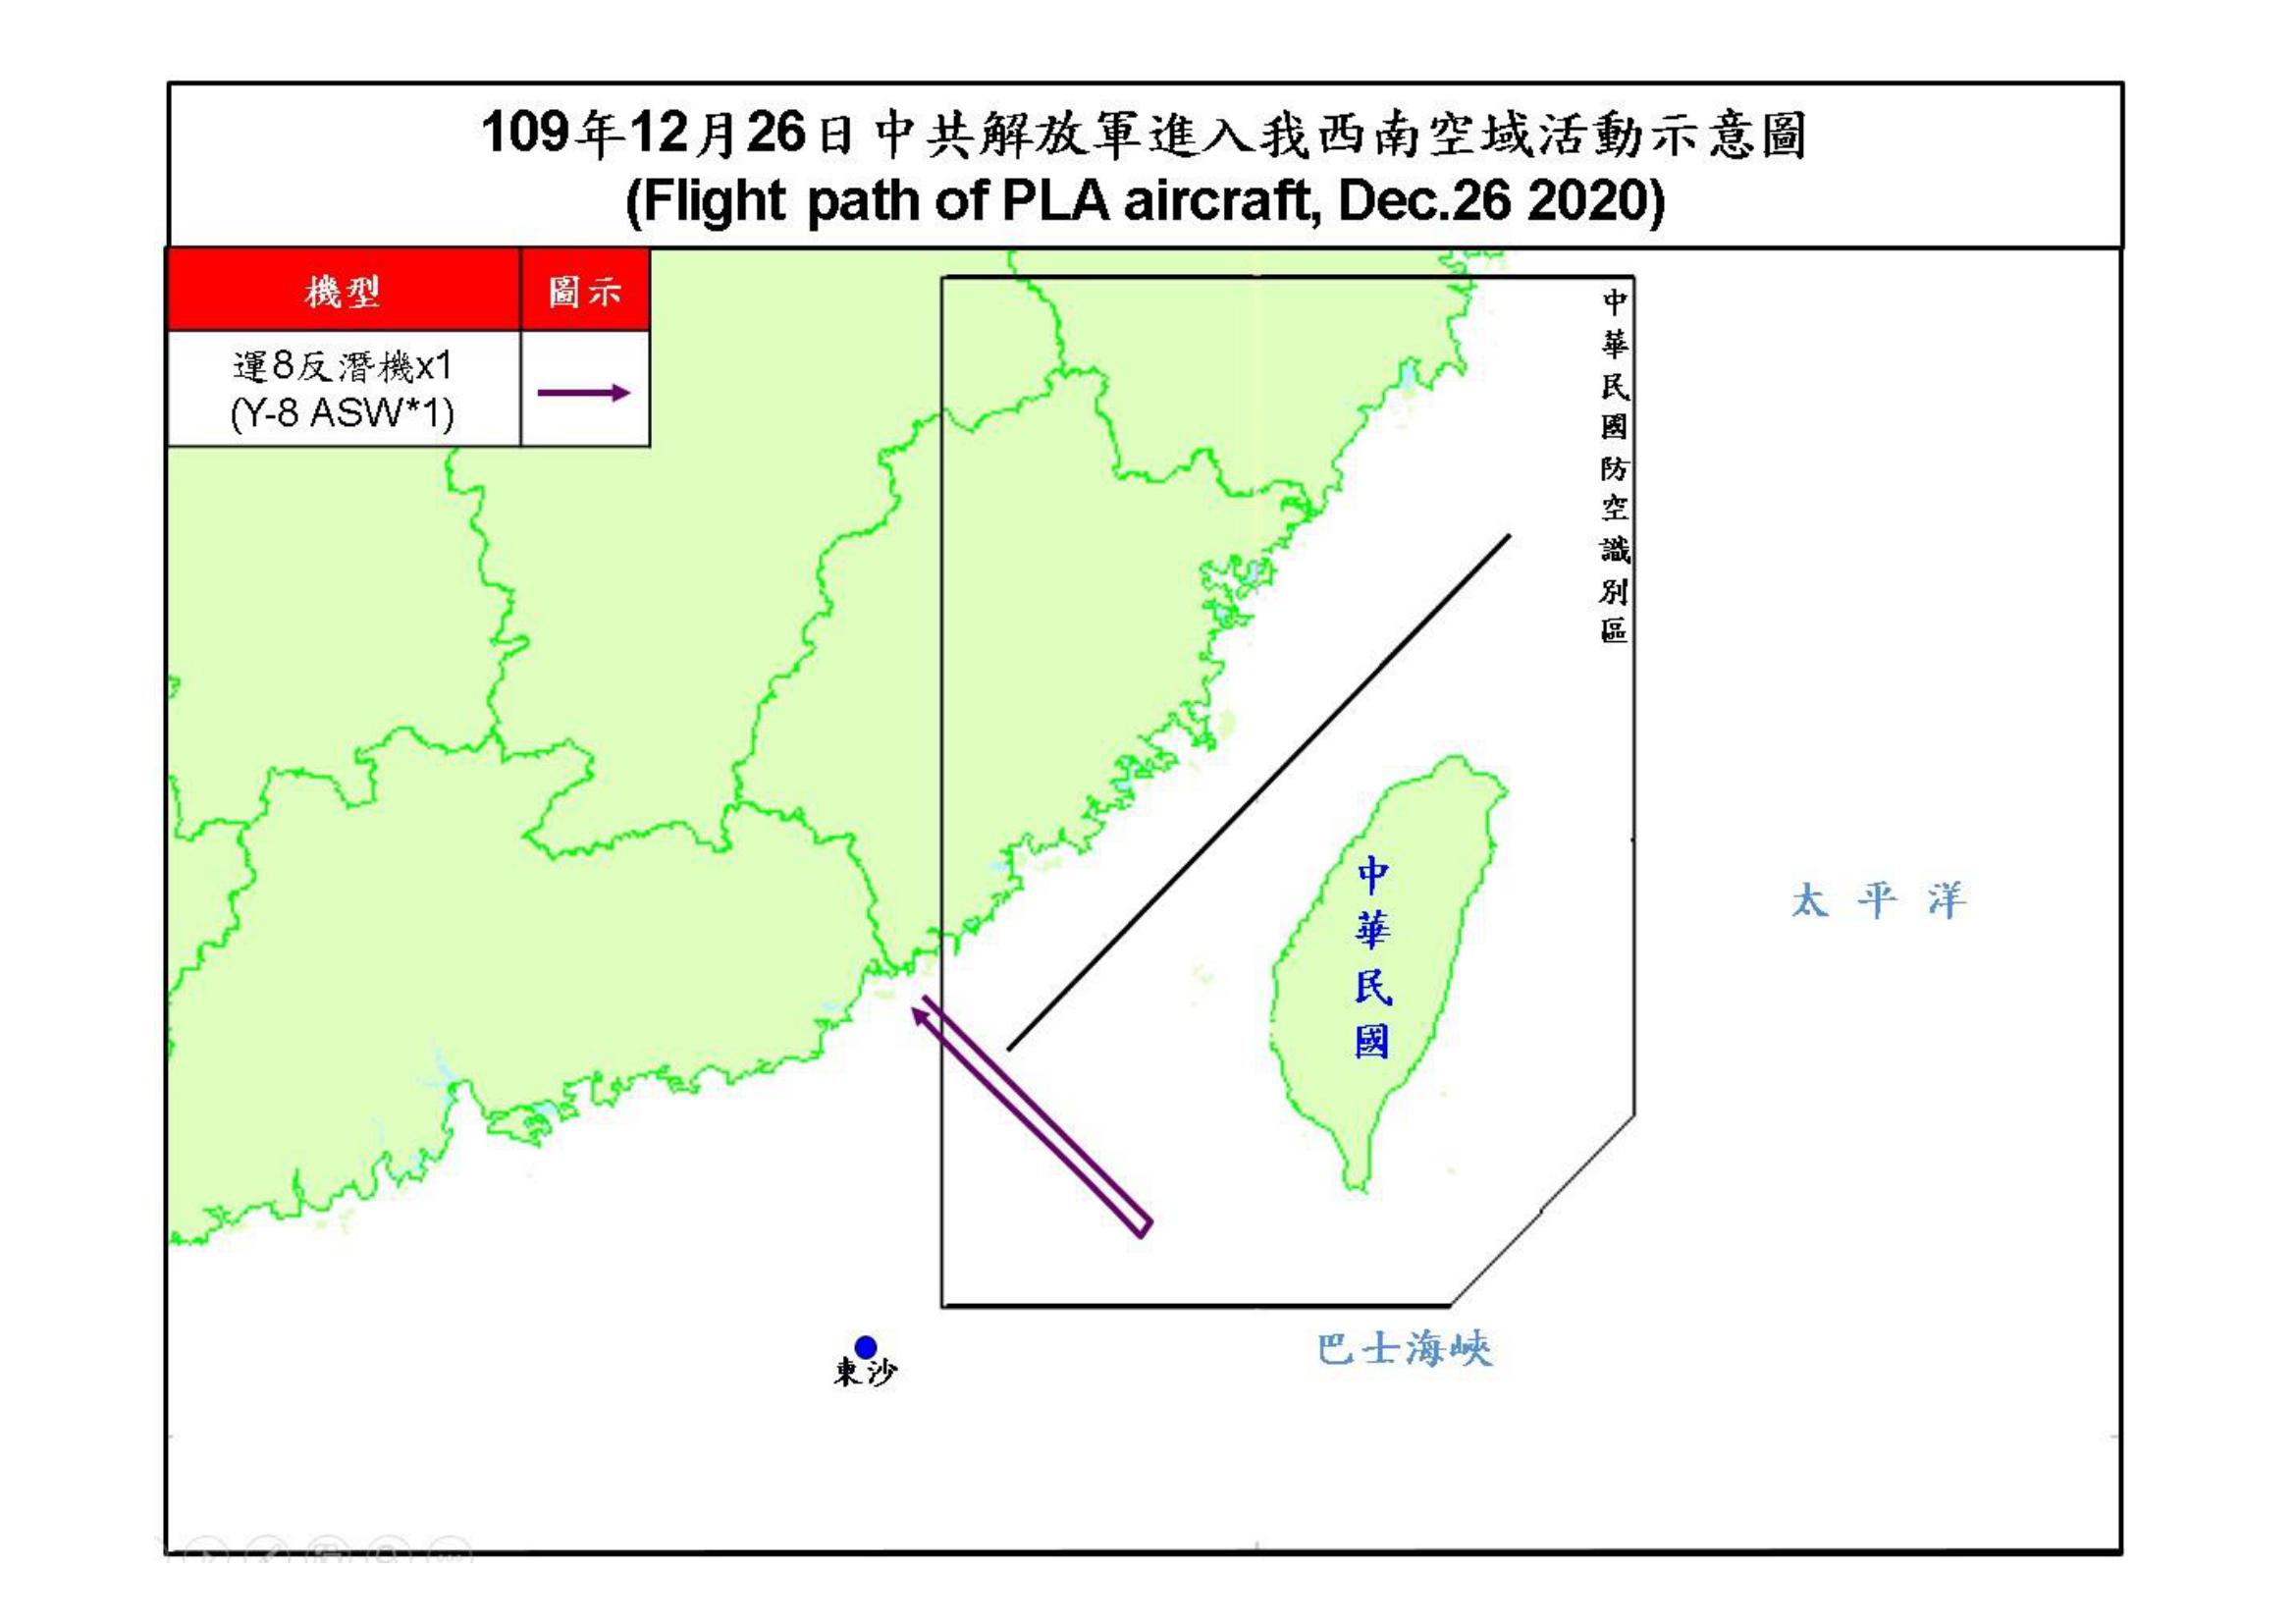 109年12月26日中共解放軍進入我西南空域活動示意圖
(Flight path of PLA aircraft, Dec.26 2020)
機型
圖示
運8反潛機x1
(Y-8 ASW*1)
中華民國防空識別區
中華民國
太平洋
巴士海峽
東沙